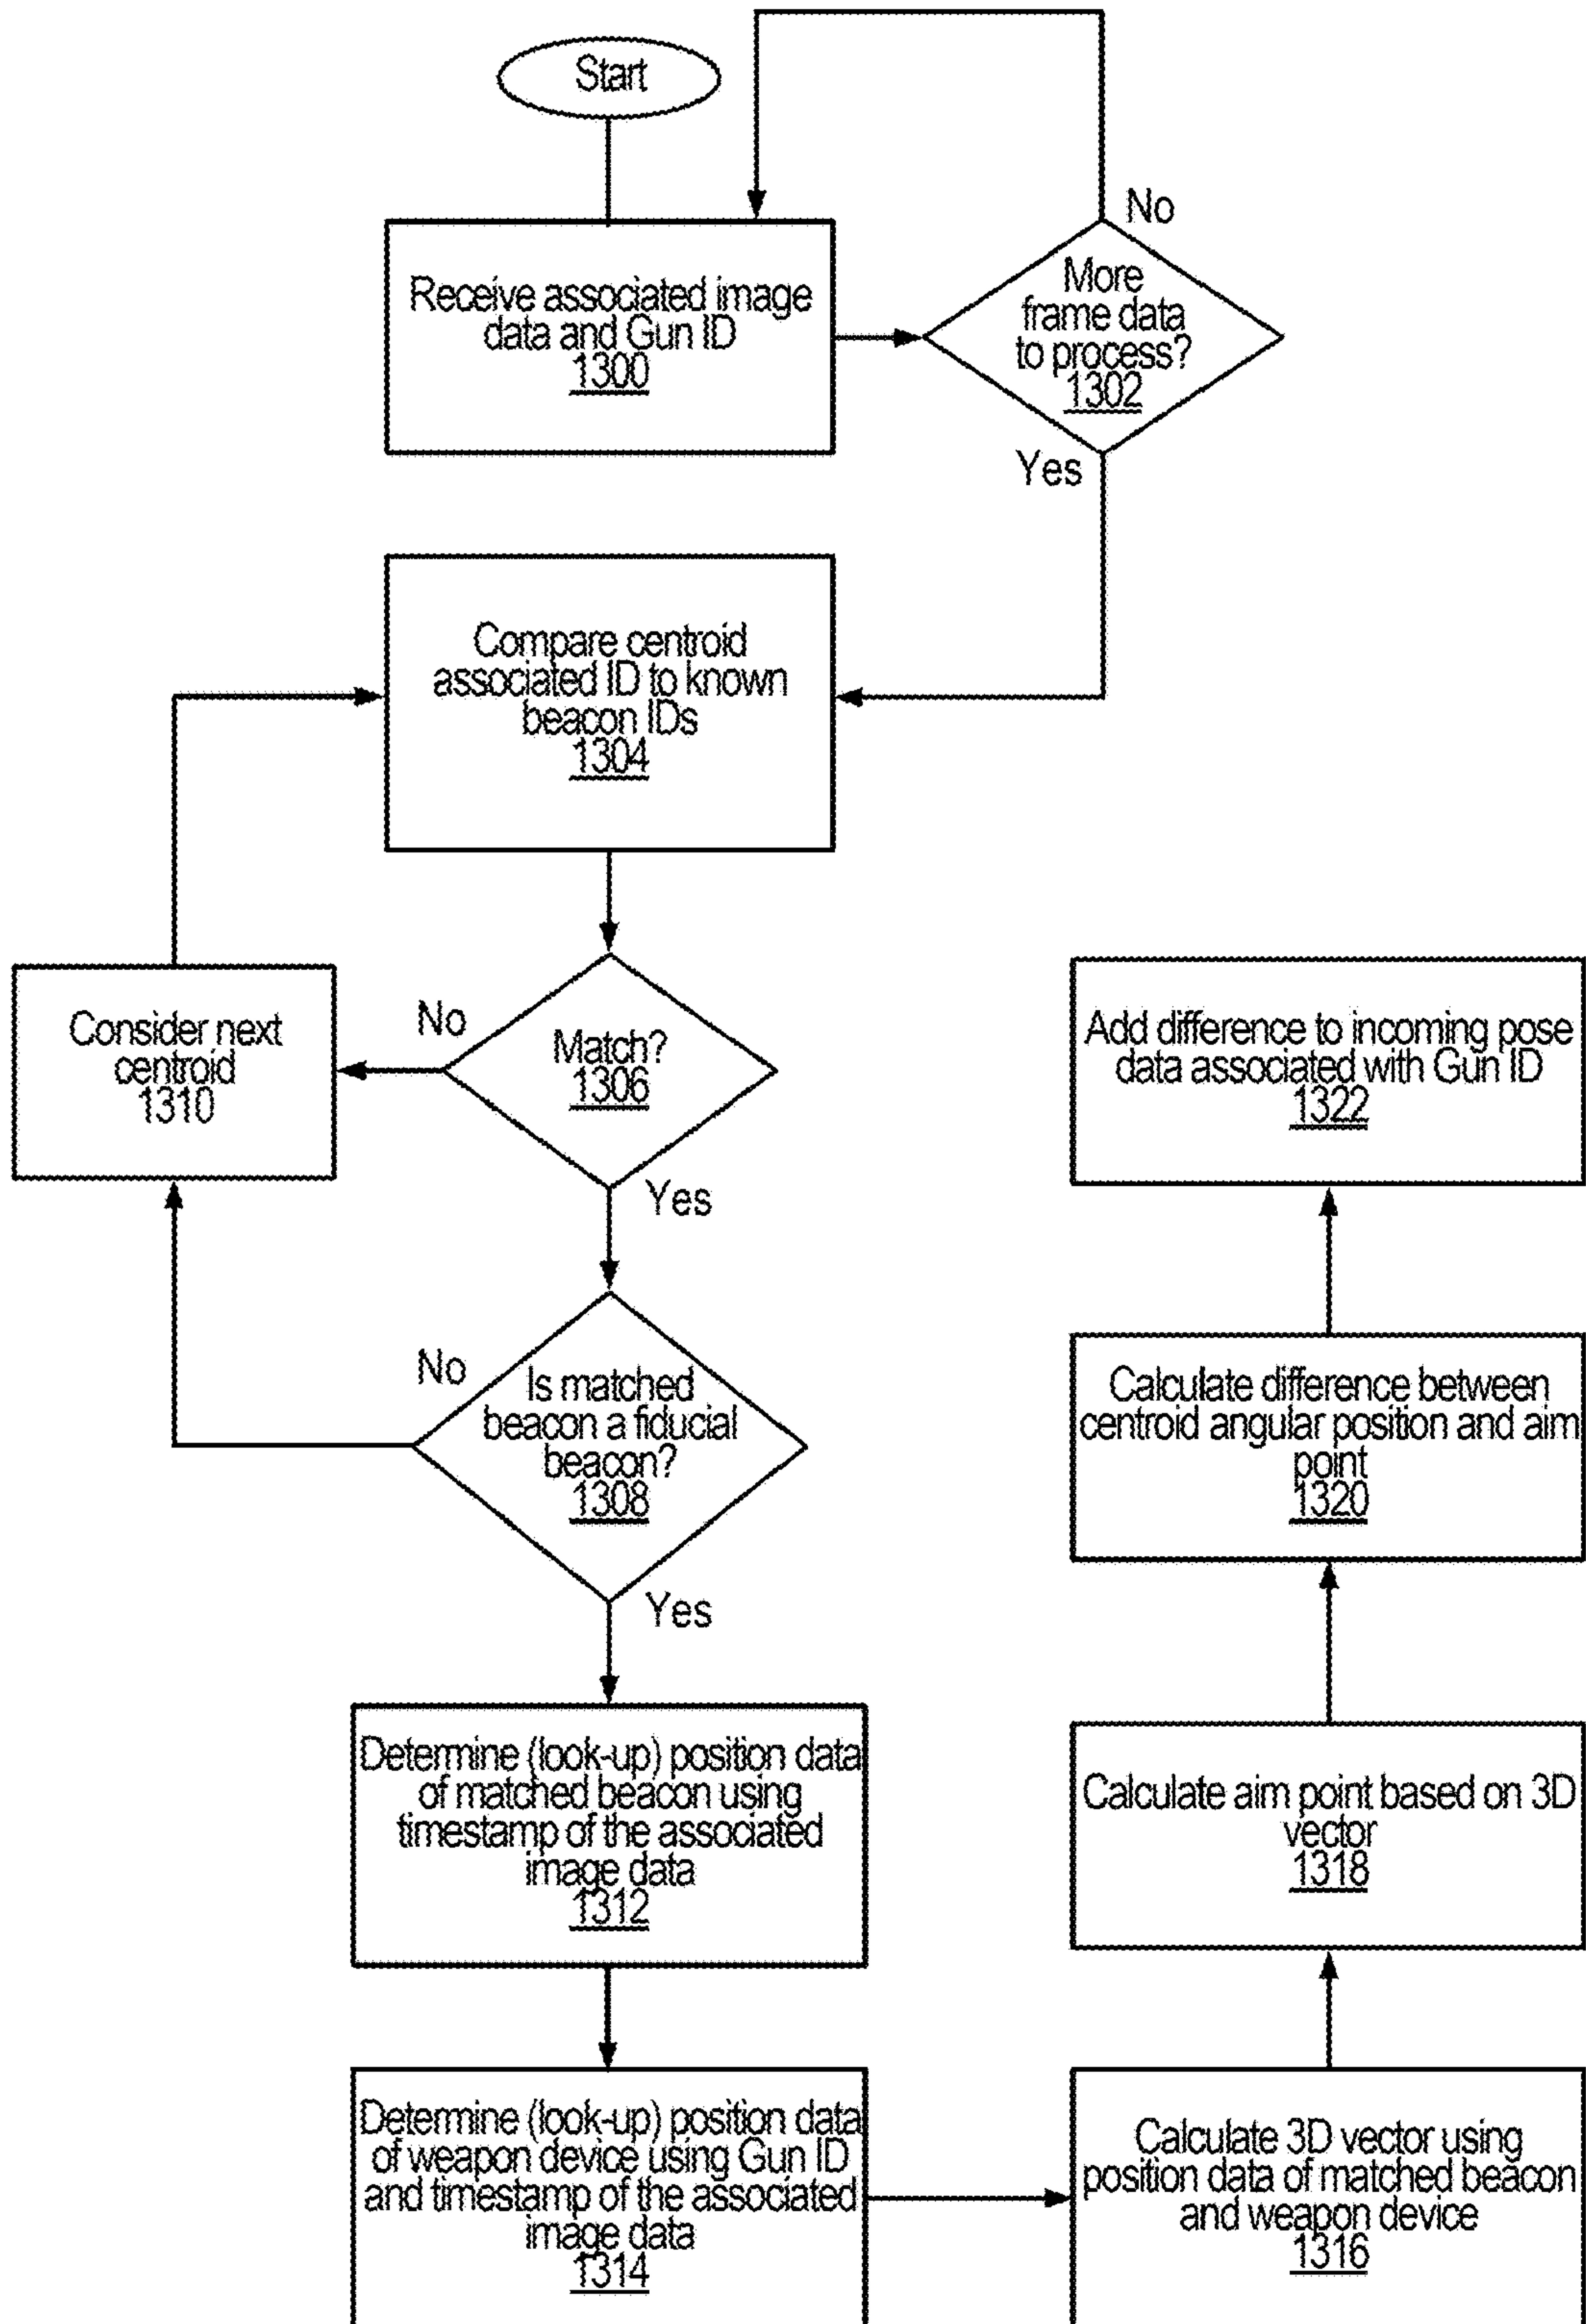 Start
Receive associated image
data and Gun ID
1300
No
More
frame data
to process?
1302
Yes
Compare centroid
associated ID to known
beacon IDs
1304
Consider next
centroid
1310
No
Match?
1306
Yes
No
Is matched
beacon a fiducial
beacon?
1308
Yes
Determine (look-up) position data
of matched beacon using
timestamp of the associated
image data
1312
Determine (look-up) position data
of weapon device using Gun ID
and timestamp of the associated
image data
1314
Calculate 3D vector using
position data of matched beacon
and weapon device
1316
Calculate aim point based on 3D
vector
1318
Calculate difference between
centroid angular position and aim
point
1320
Add difference to incoming pose
data associated with Gun ID
1322